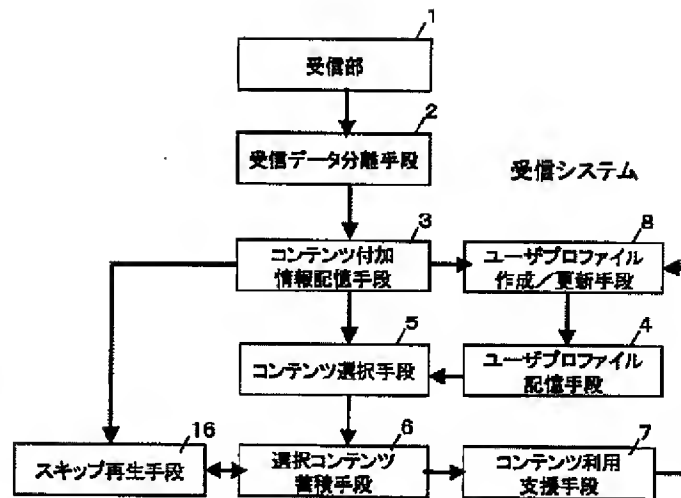 1
受信部
2
受信データ分離手段
受信システム
3
コンテンツ付加
情報記憶手段
8
ユーザプロファイル
作成/更新手段
5
コンテンツ選択手段
4
ユーザプロファイル
記憶手段
16
スキップ再生手段
6
選択コンテンツ
蓄積手段
7
コンテンツ利用
支援手段